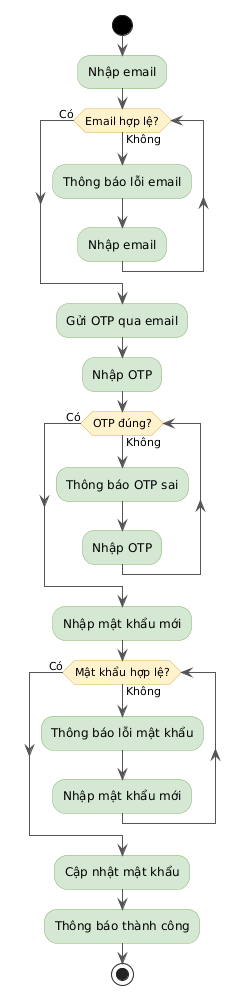 Nhập email
Có
Email hợp lệ?
Không
Thông báo lỗi email
Nhập email
Gửi OTP qua email
Nhập OTP
Có
OTP đúng?
Không
Thông báo OTP sai
Nhập OTP
Nhập mật khẩu mới
Có
Mật khẩu hợp lệ?
Không
Thông báo lỗi mật khẩu
Nhập mật khẩu mới
Cập nhật mật khẩu
Thông báo thành công